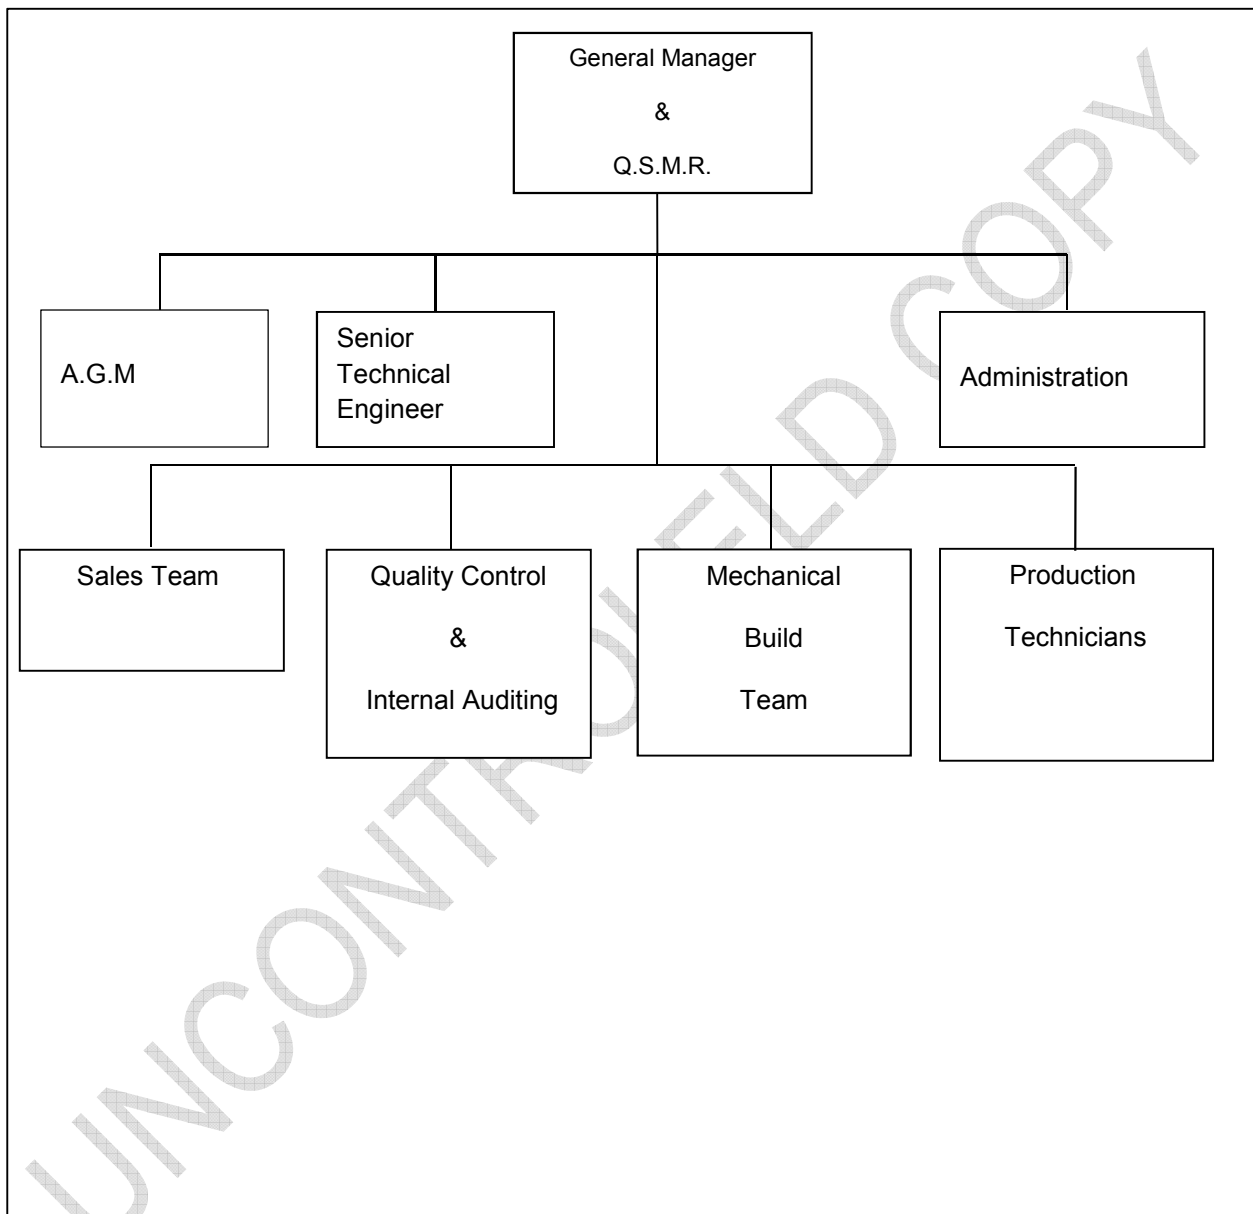 General Manager
&
Q.S.M.R.
A.G.M
Senior
Technical
Engineer
Administration
Sales Team
Quality Control
&
Internal Auditing
Mechanical
Build
Team
Production
Technicians
UNCONTROLLED COPY